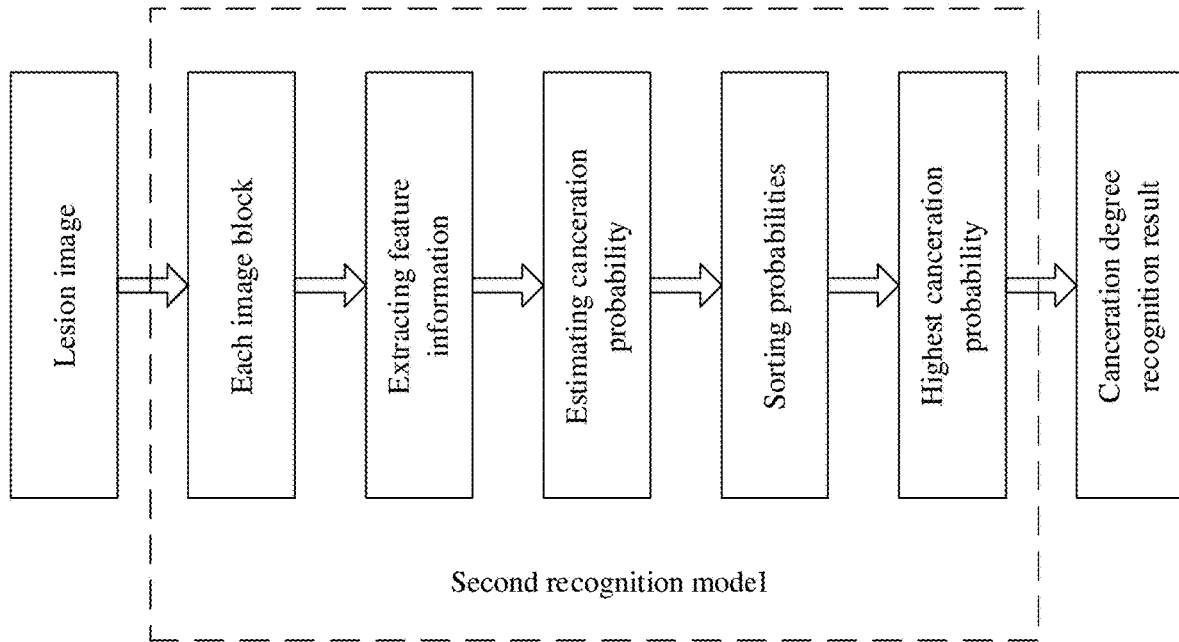 Lesion image
Each image block
Extracting feature
information
Estimating canceration
probability
Sorting probabilities
Highest canceration
probability
Canceration degree
recognition result
Second recognition model